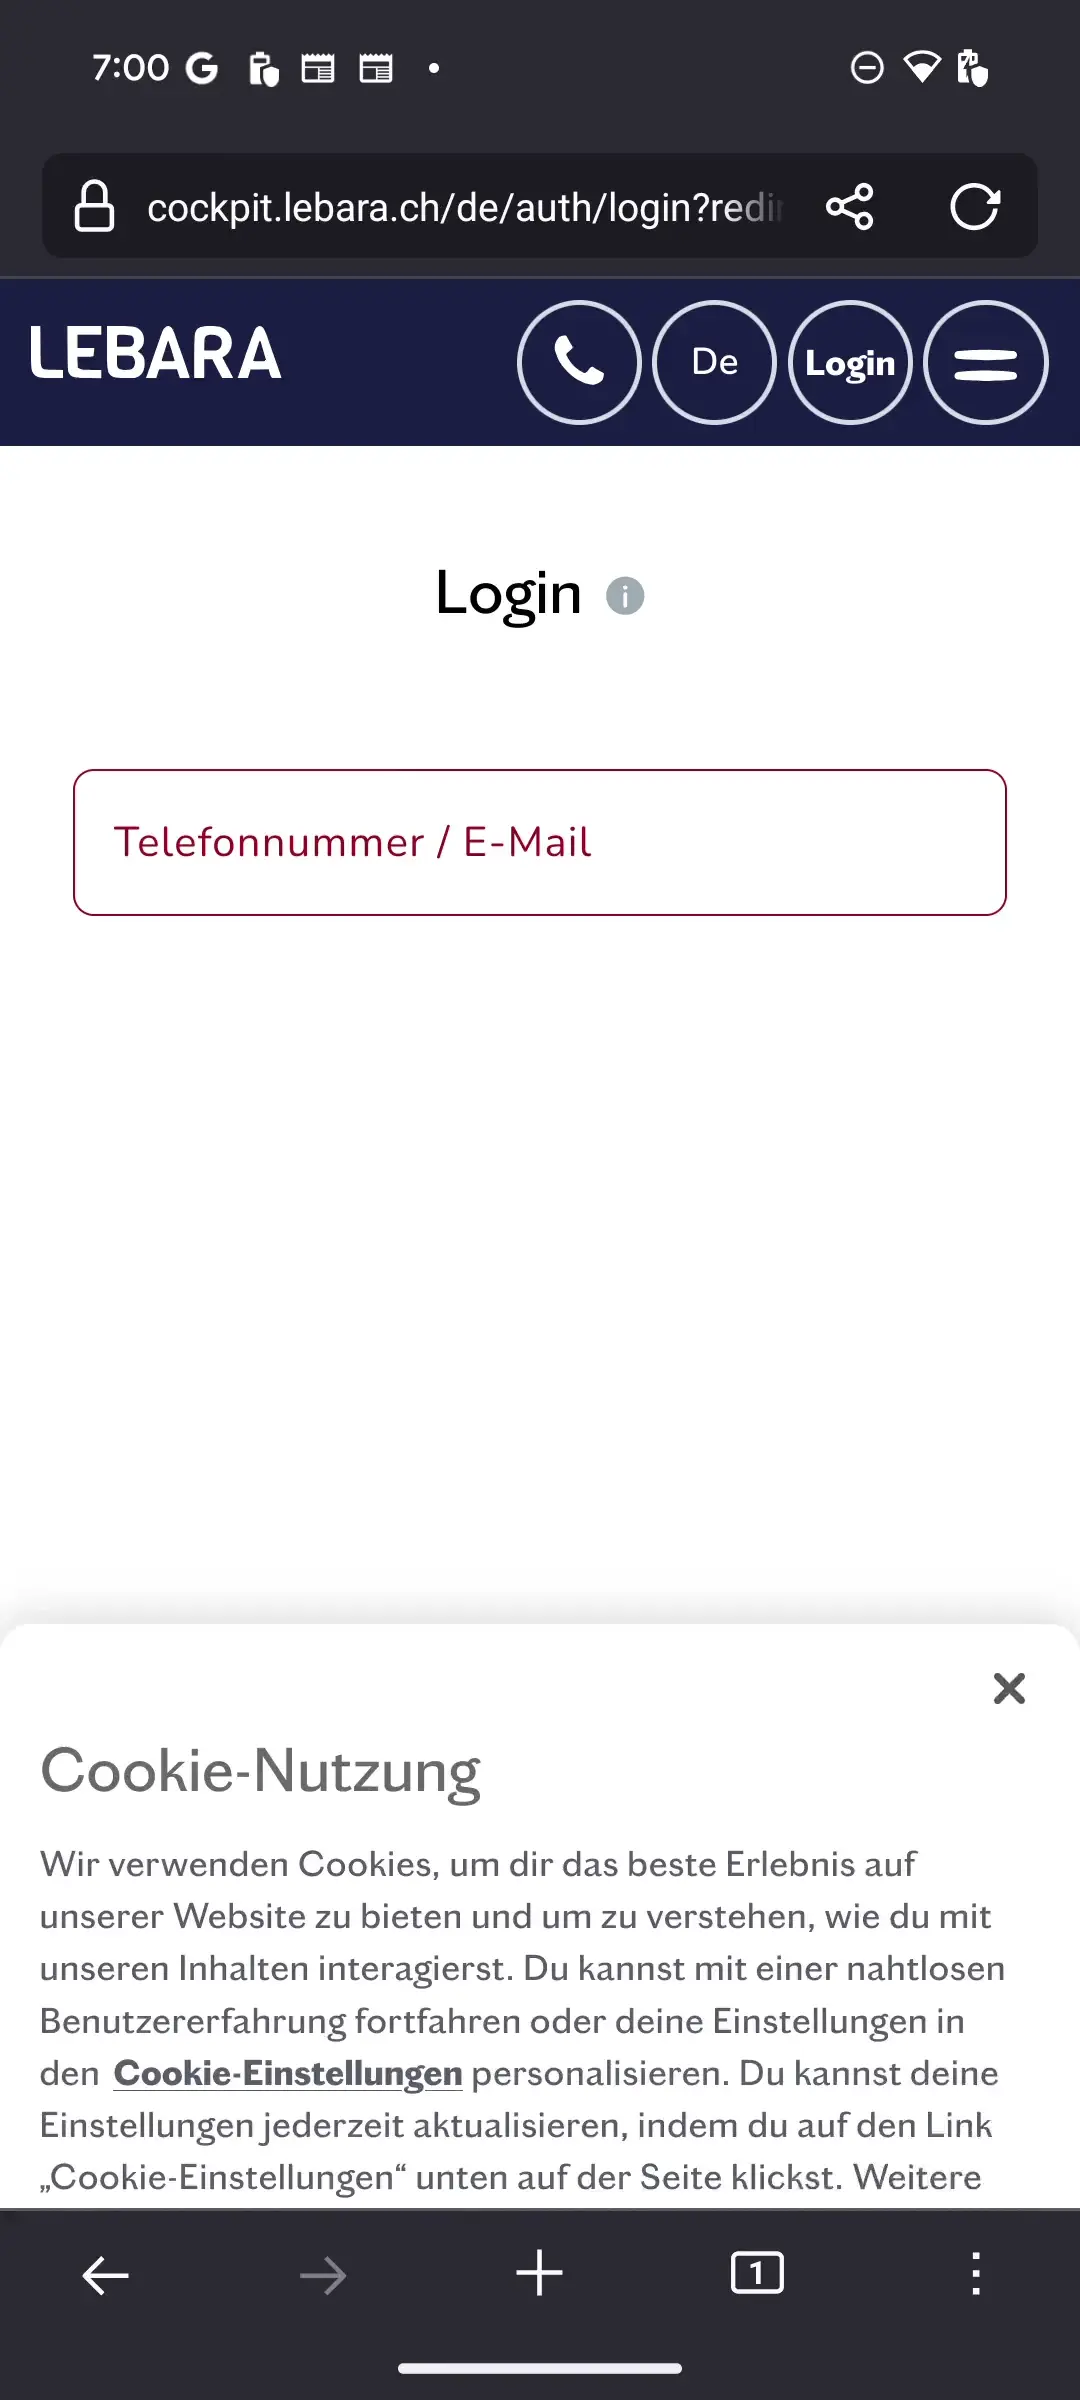 7:00
cockpit.lebara.ch/de/auth/login?redir
LEBARA
De
Login
Login
Telefonnummer / E-Mail
Cookie-Nutzung
Wir verwenden Cookies, um dir das beste Erlebnis auf
unserer Website zu bieten und um zu verstehen, wie du mit
unseren Inhalten interagierst. Du kannst mit einer nahtlosen
Benutzererfahrung fortfahren oder deine Einstellungen in
den Cookie-Einstellungen personalisieren. Du kannst deine
Einstellungen jederzeit aktualisieren, indem du auf den Link
„Cookie-Einstellungen“ unten auf der Seite klickst. Weitere
1